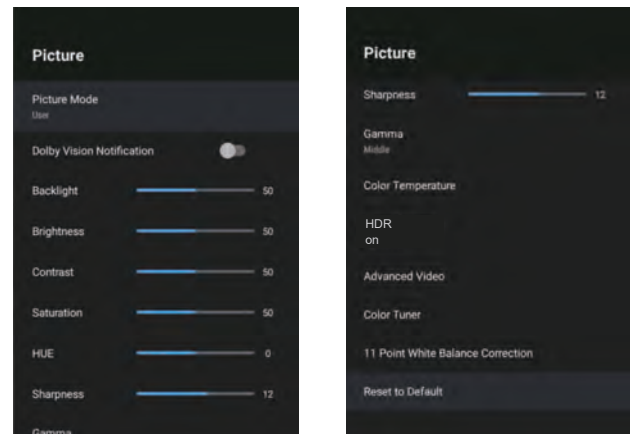 Picture
Picture Mode
User
Dolby Vision Notification
Backlight 50
Brightness 50
Contrast 50
Saturation 50
HUE 0
Sharpness 12
Gamma
Picture
Sharpness 12
Gamma
Middle
Color Temperature
HDR
on
Advanced Video
Color Tuner
11 Point White Balance Correction
Reset to Default